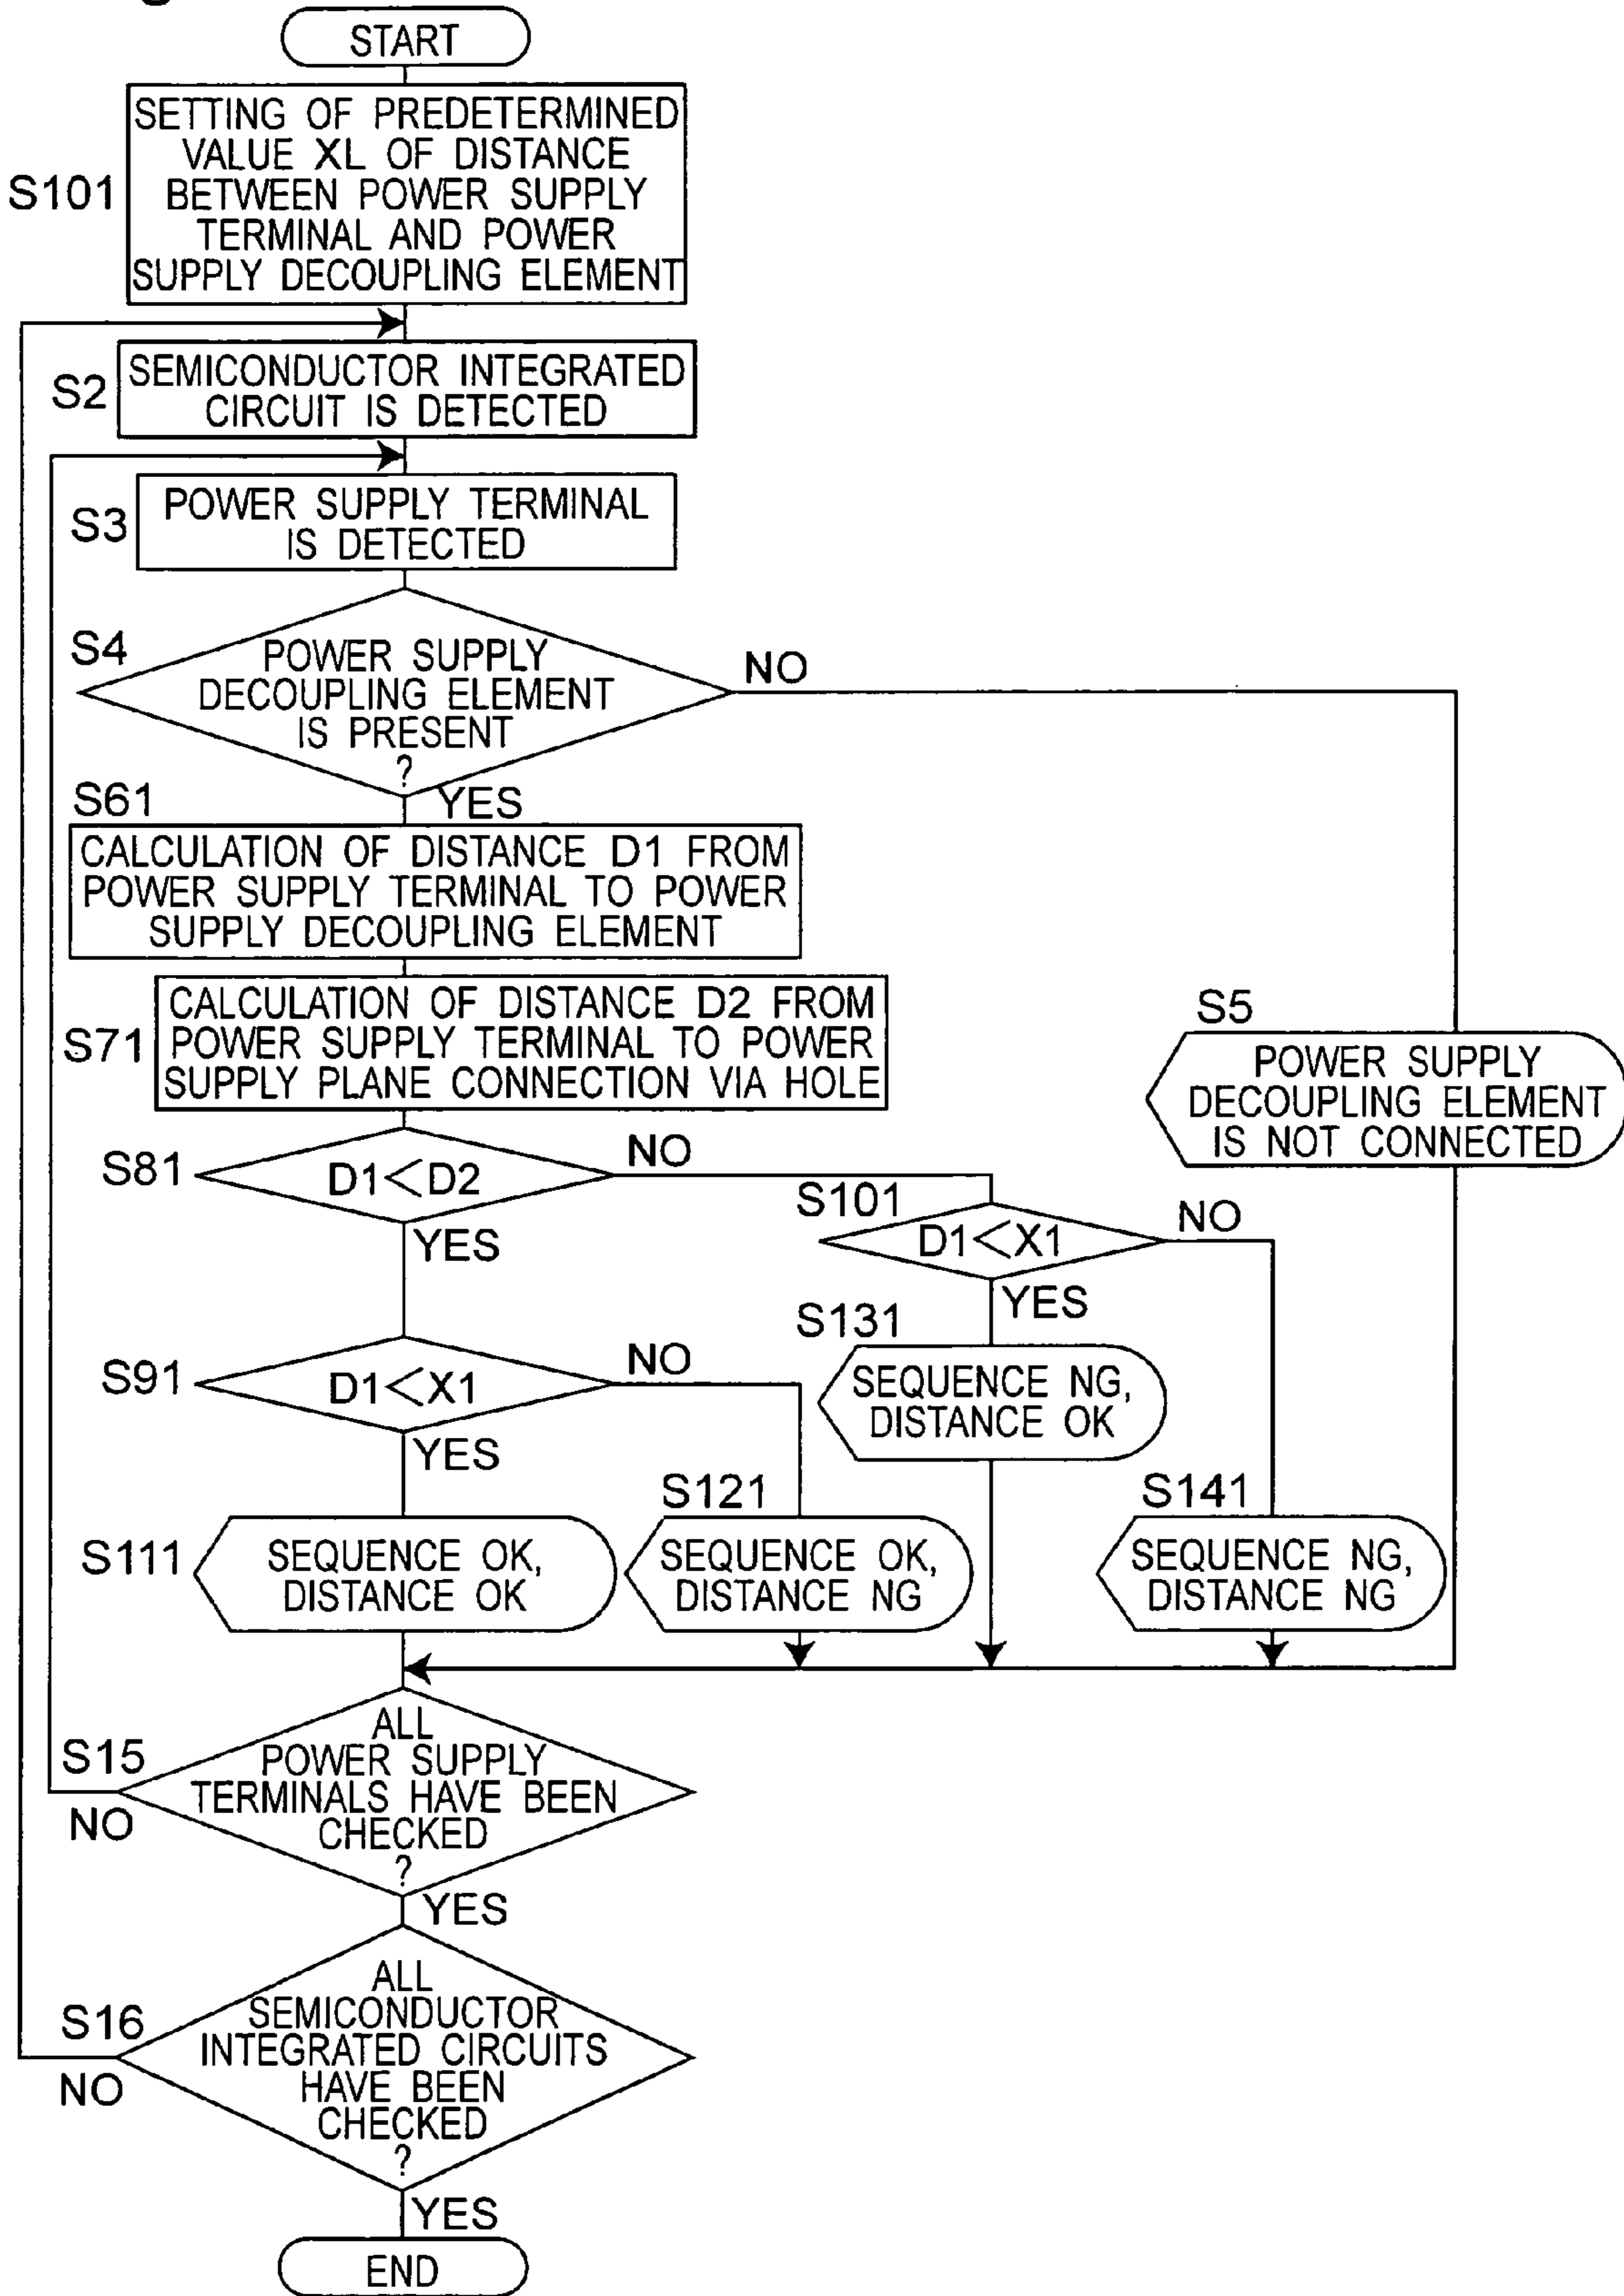 START
SETTING OF PREDETERMINED
VALUE XL OF DISTANCE
BETWEEN POWER SUPPLY
TERMINAL AND POWER
SUPPLY DECOUPLING ELEMENT
S101
SEMICONDUCTOR INTEGRATED
CIRCUIT IS DETECTED
S2
POWER SUPPLY TERMINAL
IS DETECTED
S3
S4
POWER SUPPLY
DECOUPLING ELEMENT
IS PRESENT
?
NO
YES
S61
CALCULATION OF DISTANCE D1 FROM
POWER SUPPLY TERMINAL TO POWER
SUPPLY DECOUPLING ELEMENT
S71
CALCULATION OF DISTANCE D2 FROM
POWER SUPPLY TERMINAL TO POWER
SUPPLY PLANE CONNECTION VIA HOLE
S5
POWER SUPPLY
DECOUPLING ELEMENT
IS NOT CONNECTED
S81
D1<D2
NO
YES
S101
D1<X1
NO
YES
S91
D1<X1
NO
YES
S131
SEQUENCE NG,
DISTANCE OK
S111
SEQUENCE OK,
DISTANCE OK
S121
SEQUENCE OK,
DISTANCE NG
S141
SEQUENCE NG,
DISTANCE NG
S15
ALL
POWER SUPPLY
TERMINALS HAVE BEEN
CHECKED
?
NO
YES
S16
ALL
SEMICONDUCTOR
INTEGRATED CIRCUITS
HAVE BEEN
CHECKED
?
NO
YES
END